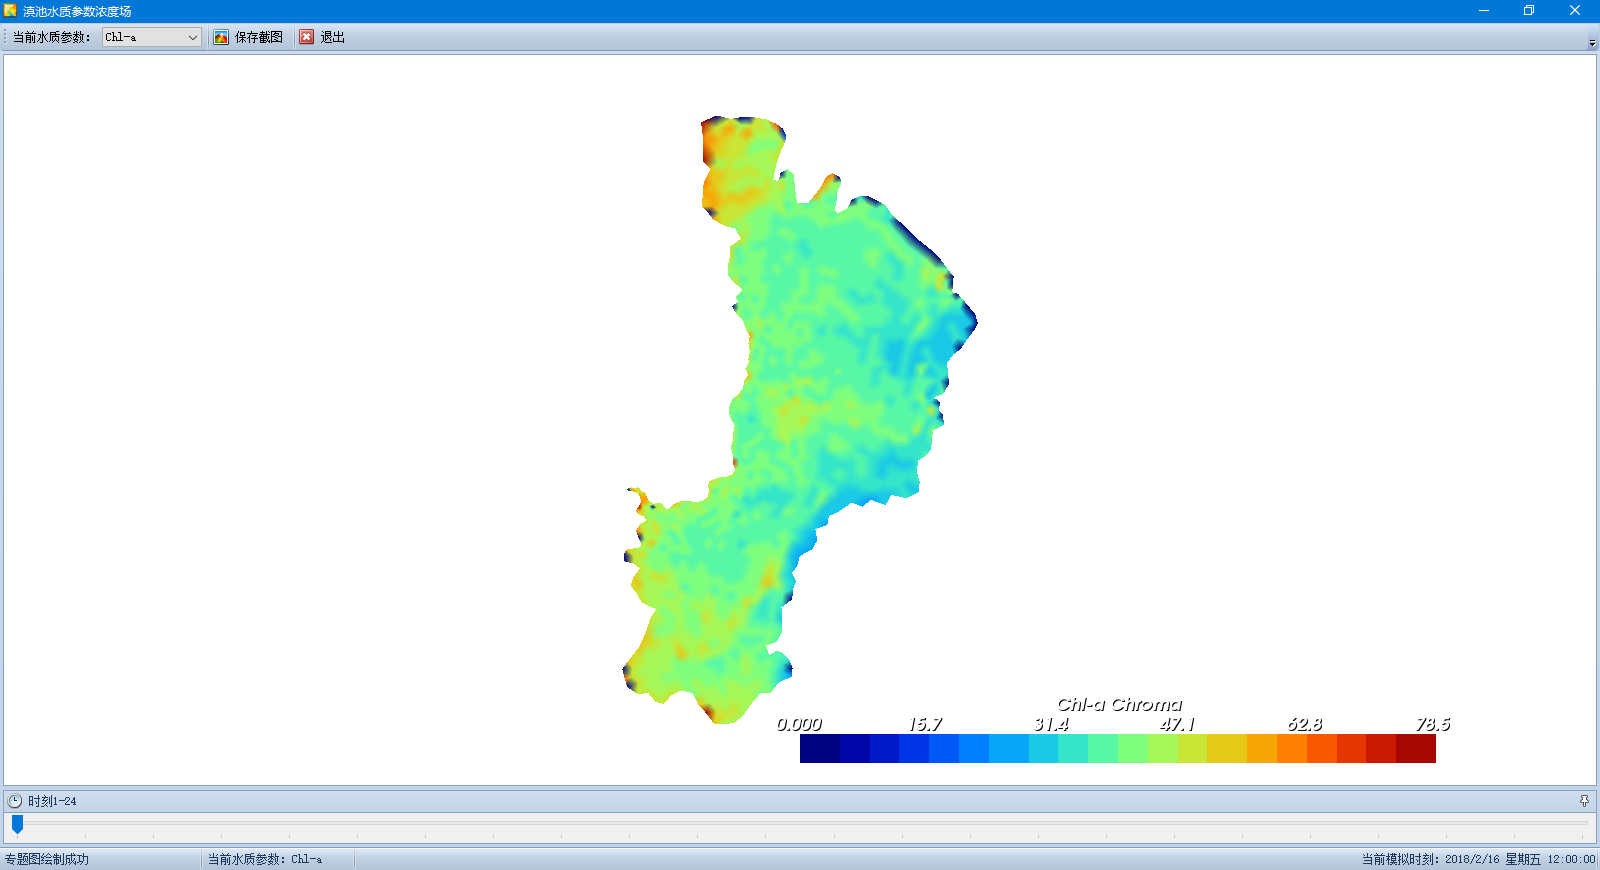 滇池水质参数浓度场
当前水质参数: Chl-a 保存截图 退出
Chl-a Chroma
0.000 15.7 31.4 47.1 62.8 78.5
时刻1-24
专题图绘制成功 当前水质参数: Chl-a 当前模拟时刻: 2018/2/16 星期五 12:00:00